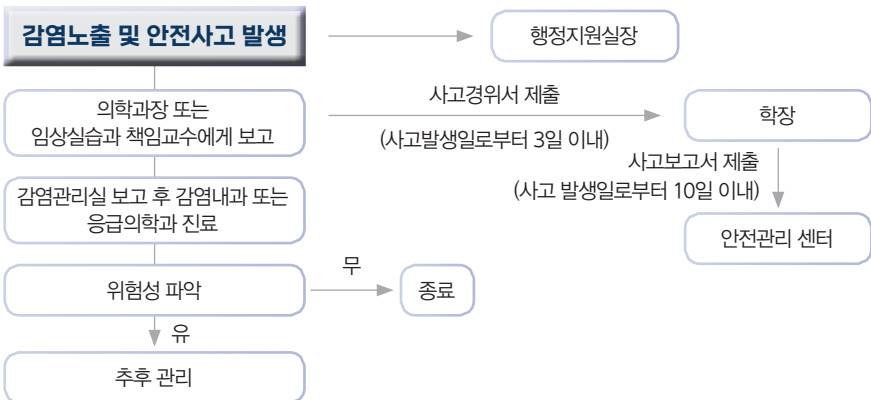 감염노출 및 안전사고 발생
행정지원실장
의학과장 또는
임상실습과 책임교수에게 보고
사고경위서 제출
(사고발생일로부터 3일 이내)
학장
사고보고서 제출
(사고 발생일로부터 10일 이내)
감염관리실 보고 후 감염내과 또는
응급의학과 진료
안전관리 센터
위험성 파악
무
종료
유
추후 관리